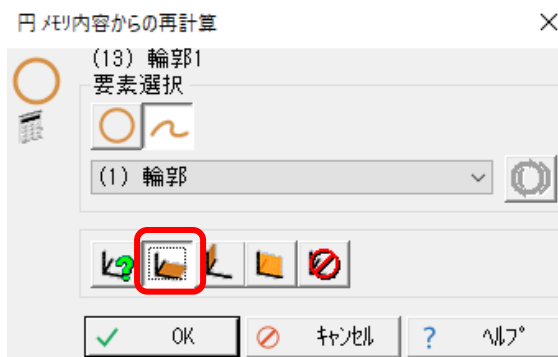 円 ﾒﾓﾘ内容からの再計算
(13) 輪郭1
要素選択
(1) 輪郭
OK
ｷｬﾝｾﾙ
? ﾍﾙﾌﾟ